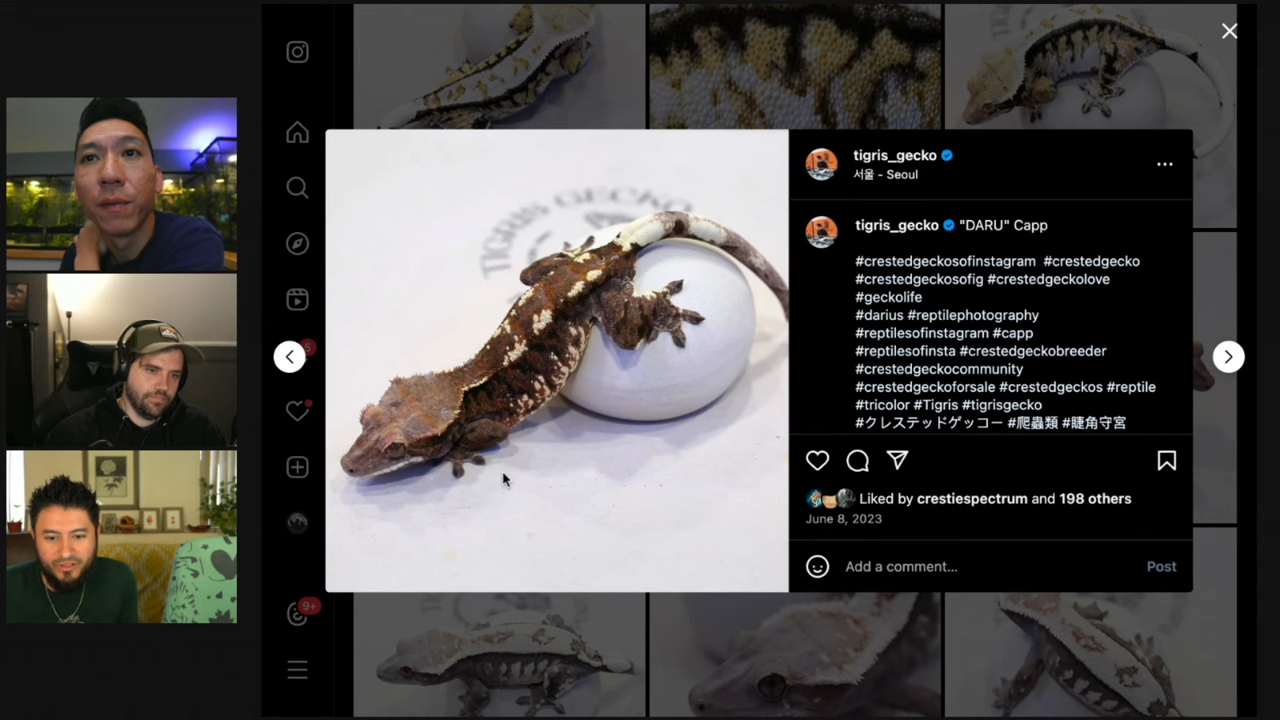 tigris_gecko
서울 - Seoul
tigris_gecko "DARU" Capp
#crestedgeckosofinstagram #crestedgecko
#crestedgeckosofig #crestedgeckolove
#geckolife
#darius #reptilephotography
#reptilesofinstagram #capp
#reptilesofinsta #crestedgeckobreeder
#crestedgeckocommunity
#crestedgeckoforsale #crestedgeckos #reptile
#tricolor #Tigris #tigrisgecko
#クレステッドゲッコー #爬蟲類 #睫角守宮
Liked by crestiespectrum and 198 others
June 8, 2023
Add a comment...
Post
TIGRIS GECKO
9+